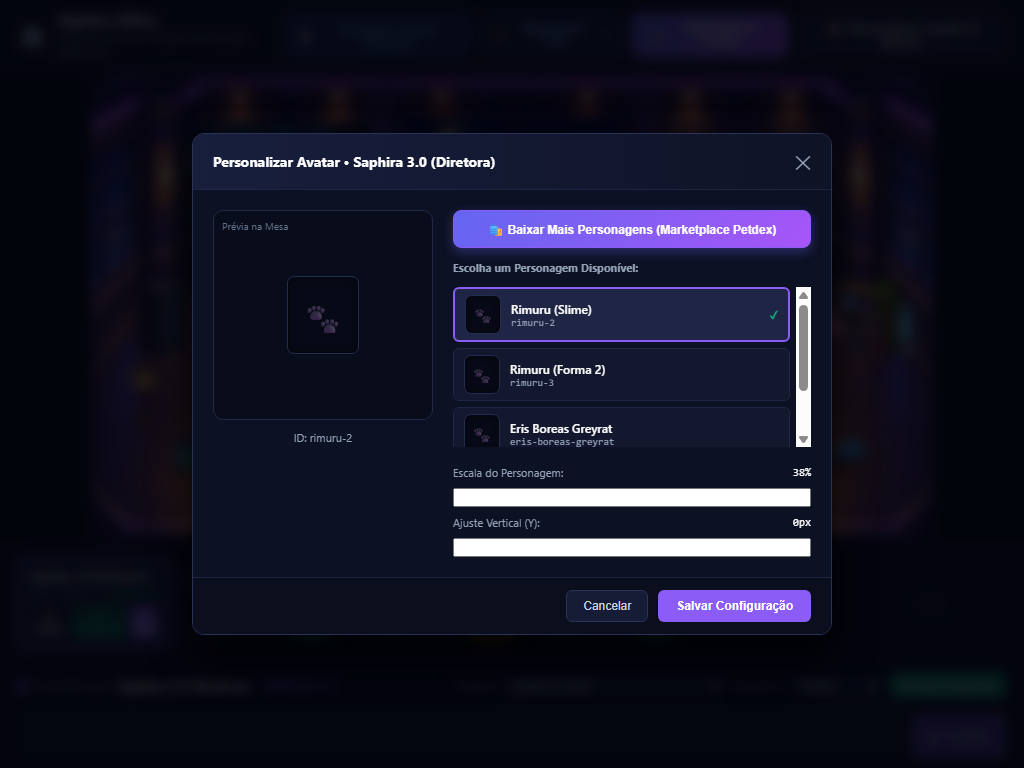 Personalizar Avatar • Saphira 3.0 (Diretora)
Prévia na Mesa
ID: rimuru-2
Baixar Mais Personagens (Marketplace Petdex)
Escolha um Personagem Disponível:
Rimuru (Slime)
rimuru-2
Rimuru (Forma 2)
rimuru-3
Eris Boreas Greyrat
eris-boreas-greyrat
Escala do Personagem: 38%
Ajuste Vertical (Y): 0px
Cancelar
Salvar Configuração